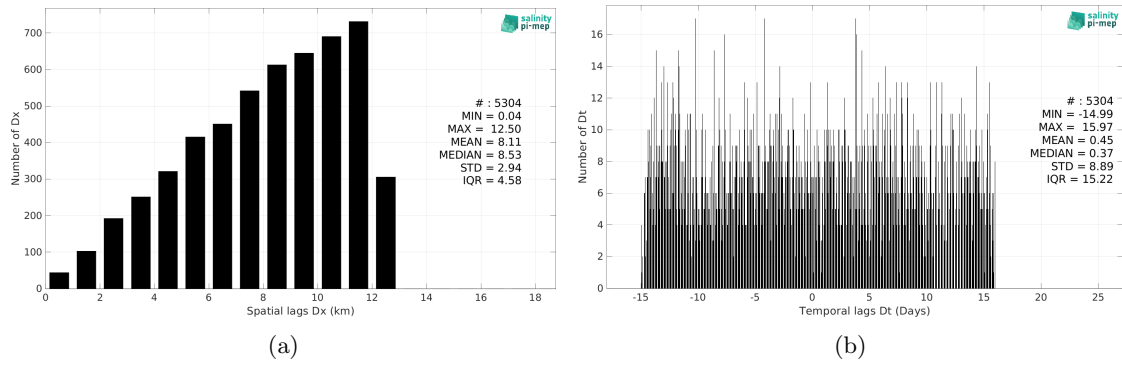 salinity
pi-mep
700
600
500
400
300
200
100
0
Number of Dx
# : 5304
MIN = 0.04
MAX = 12.50
MEAN = 8.11
MEDIAN = 8.53
STD = 2.94
IQR = 4.58
0 2 4 6 8 10 12 14 16 18
Spatial lags Dx (km)
(a)
salinity
pi-mep
16
14
12
10
8
6
4
2
0
Number of Dt
# : 5304
MIN = -14.99
MAX = 15.97
MEAN = 0.45
MEDIAN = 0.37
STD = 8.89
IQR = 15.22
-15 -10 -5 0 5 10 15 20 25
Temporal lags Dt (Days)
(b)